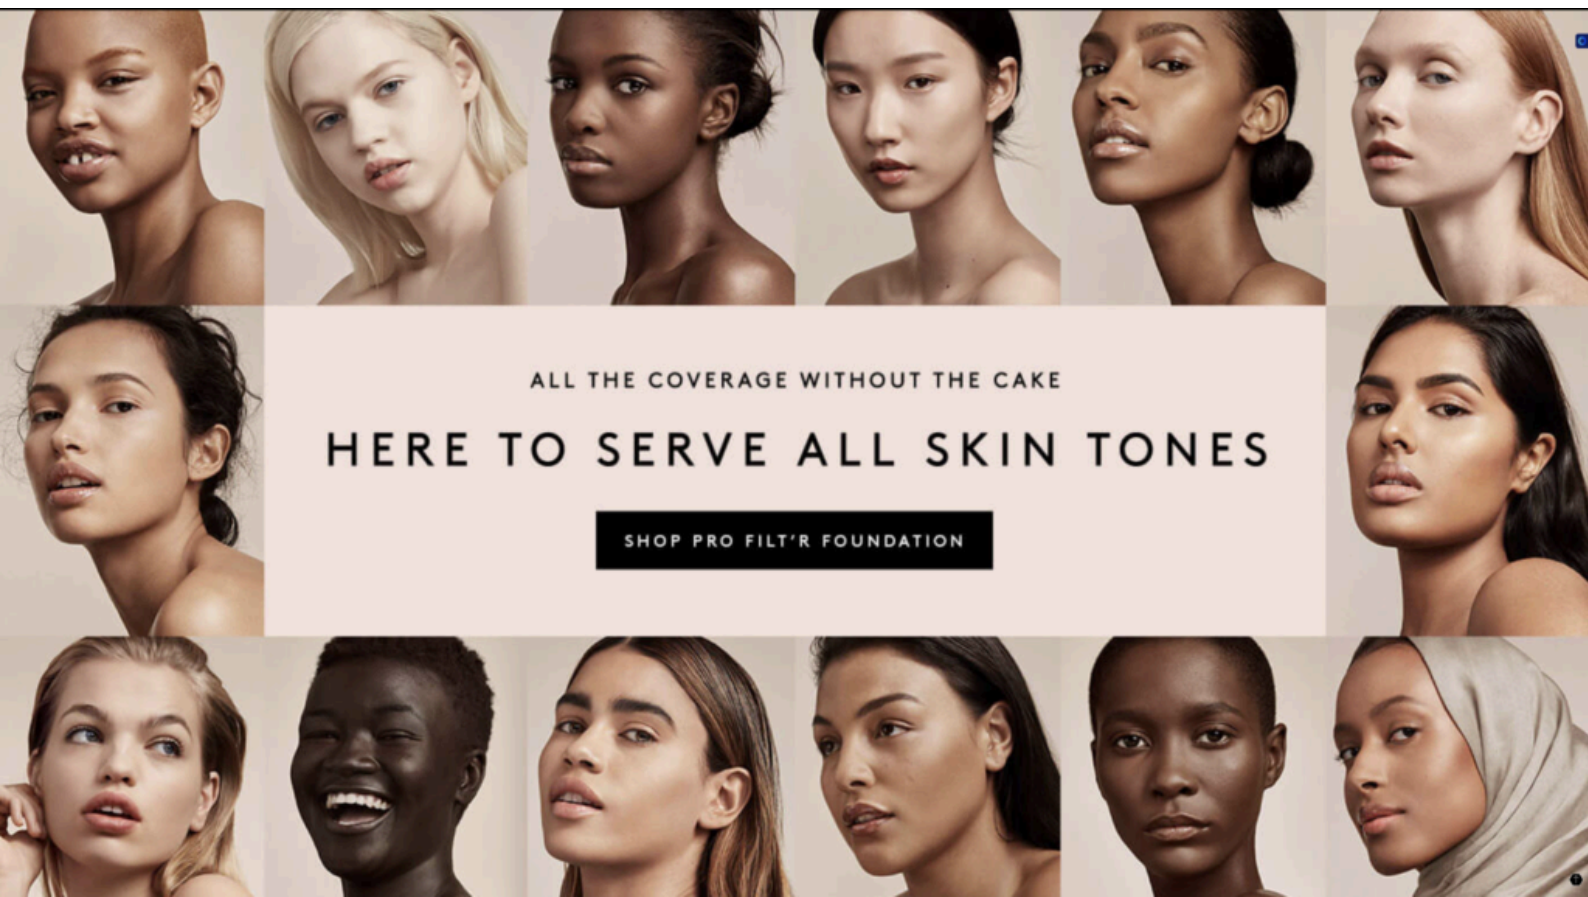 ALL THE COVERAGE WITHOUT THE CAKE
HERE TO SERVE ALL SKIN TONES
SHOP PRO FILT'R FOUNDATION